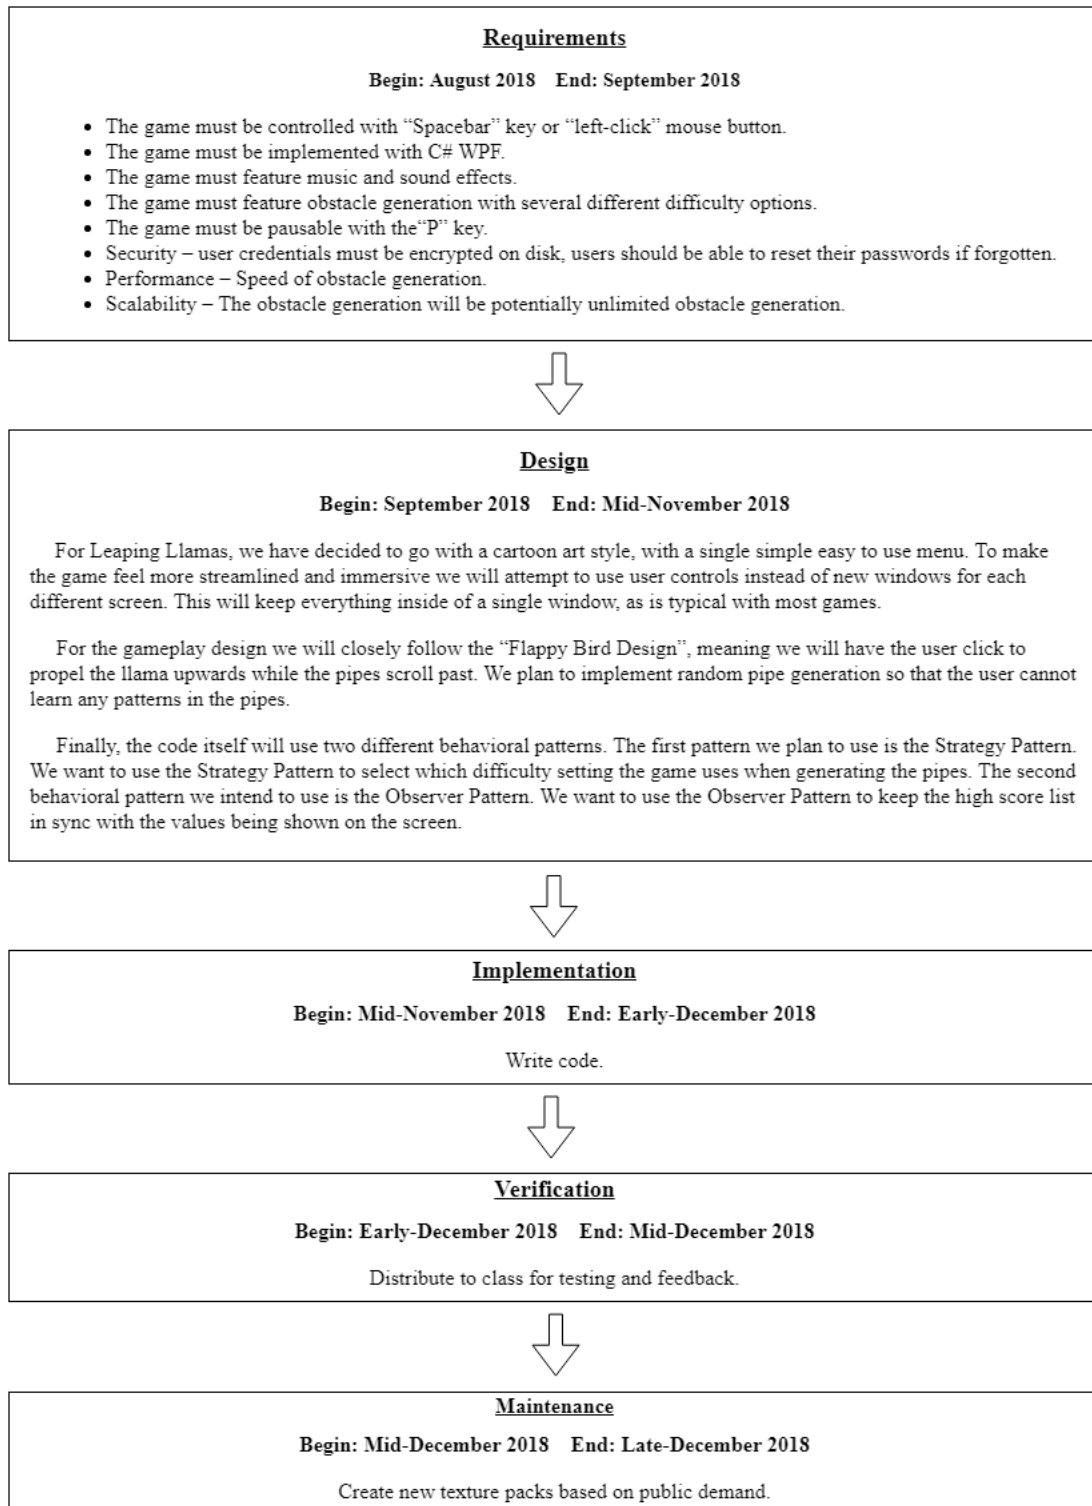 Requirements
Begin: August 2018    End: September 2018
• The game must be controlled with “Spacebar” key or “left-click” mouse button.
• The game must be implemented with C# WPF.
• The game must feature music and sound effects.
• The game must feature obstacle generation with several different difficulty options.
• The game must be pausable with the“P” key.
• Security – user credentials must be encrypted on disk, users should be able to reset their passwords if forgotten.
• Performance – Speed of obstacle generation.
• Scalability – The obstacle generation will be potentially unlimited obstacle generation.
Design
Begin: September 2018    End: Mid-November 2018
For Leaping Llamas, we have decided to go with a cartoon art style, with a single simple easy to use menu. To make
the game feel more streamlined and immersive we will attempt to use user controls instead of new windows for each
different screen. This will keep everything inside of a single window, as is typical with most games.
For the gameplay design we will closely follow the “Flappy Bird Design”, meaning we will have the user click to
propel the llama upwards while the pipes scroll past. We plan to implement random pipe generation so that the user cannot
learn any patterns in the pipes.
Finally, the code itself will use two different behavioral patterns. The first pattern we plan to use is the Strategy Pattern.
We want to use the Strategy Pattern to select which difficulty setting the game uses when generating the pipes. The second
behavioral pattern we intend to use is the Observer Pattern. We want to use the Observer Pattern to keep the high score list
in sync with the values being shown on the screen.
Implementation
Begin: Mid-November 2018    End: Early-December 2018
Write code.
Verification
Begin: Early-December 2018    End: Mid-December 2018
Distribute to class for testing and feedback.
Maintenance
Begin: Mid-December 2018    End: Late-December 2018
Create new texture packs based on public demand.